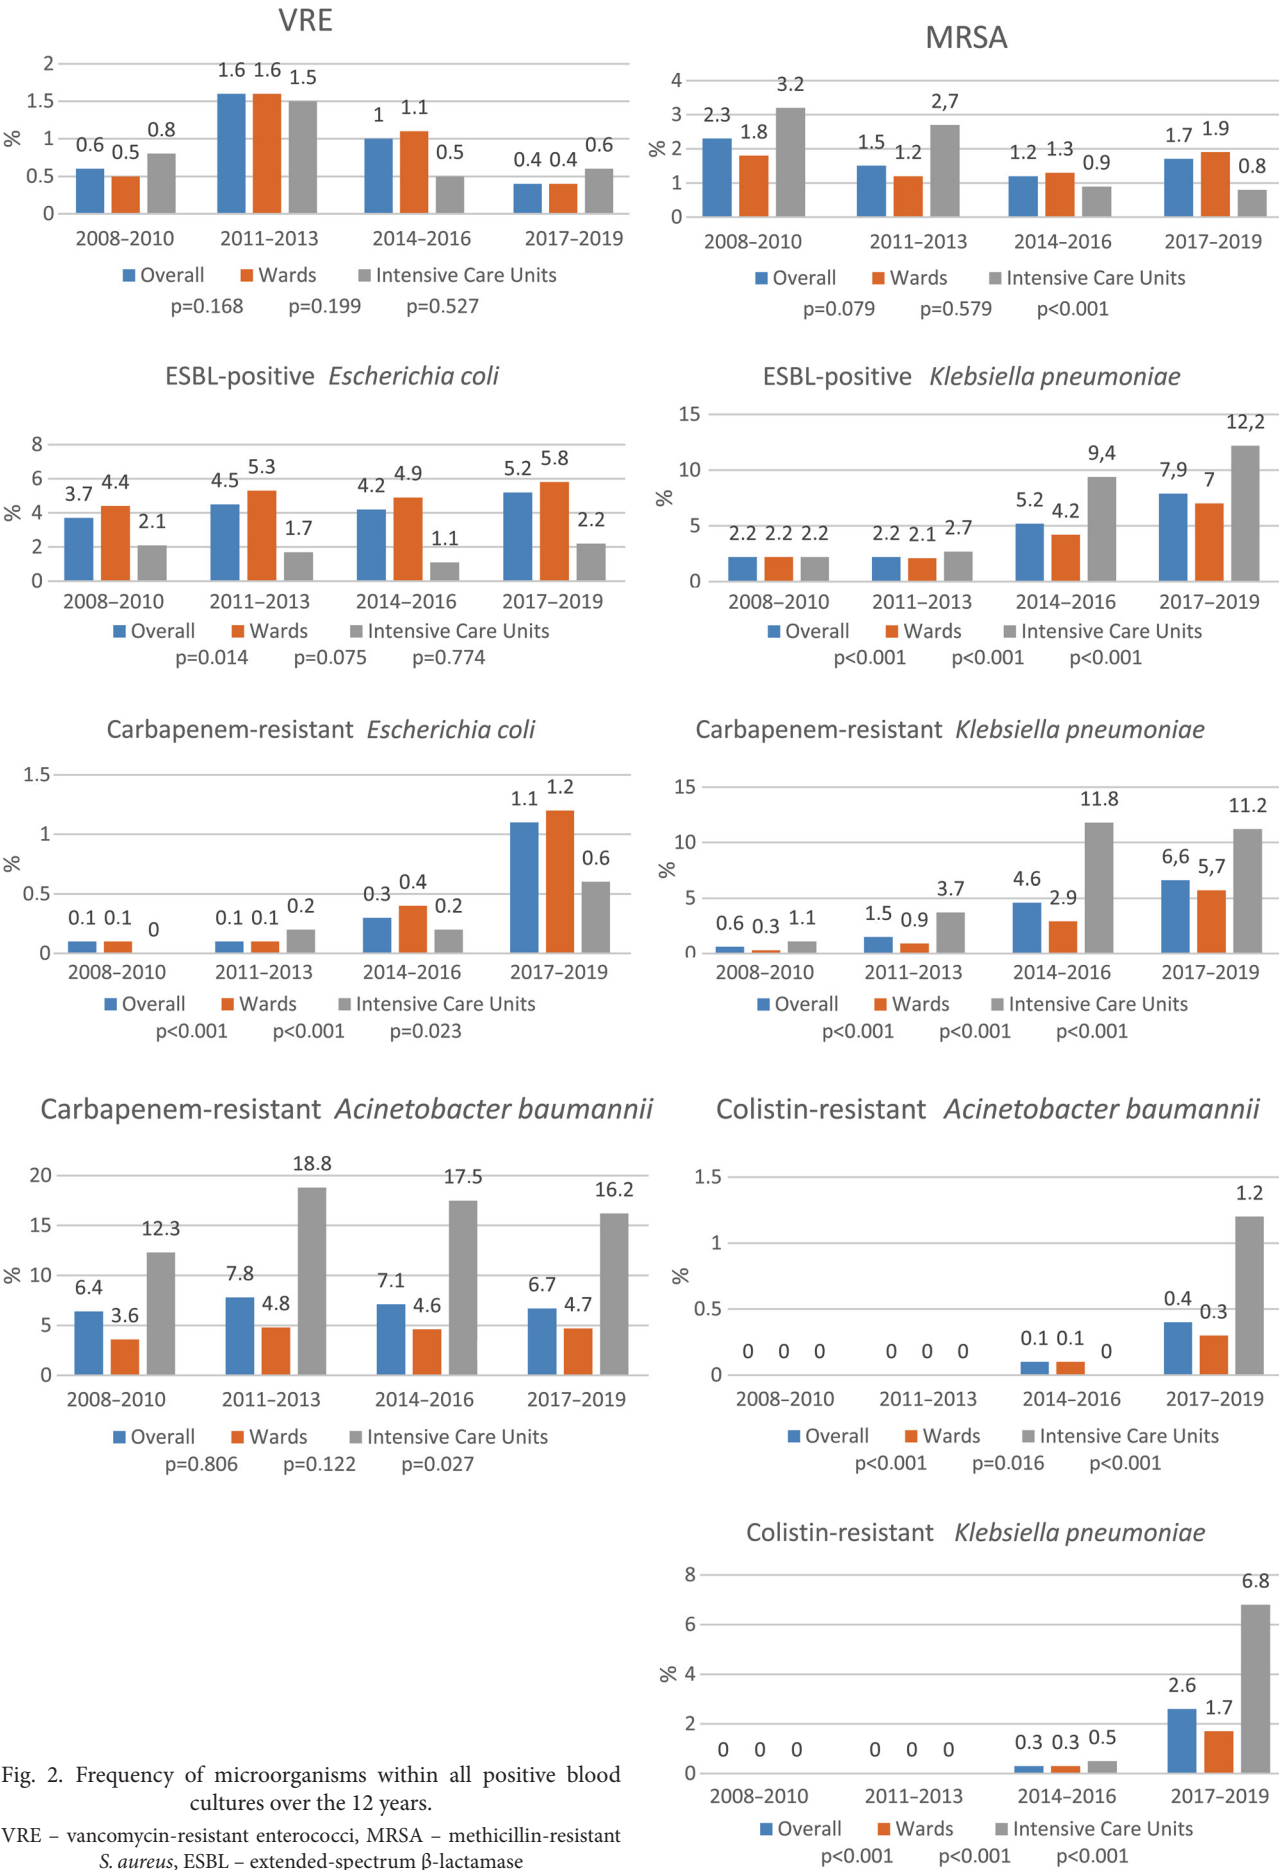 VRE
2
1.5
1
0.5
0
%
0.6 0.5 0.8
1.6 1.6 1.5
1 1.1 0.5
0.4 0.4 0.6
2008–2010 2011–2013 2014–2016 2017–2019
Overall Wards Intensive Care Units
p=0.168 p=0.199 p=0.527
MRSA
4
3
2
1
0
%
2.3 1.8 3.2
1.5 1.2 2,7
1.2 1.3 0.9
1.7 1.9 0.8
2008–2010 2011–2013 2014–2016 2017–2019
Overall Wards Intensive Care Units
p=0.079 p=0.579 p<0.001
ESBL-positive Escherichia coli
8
6
4
2
0
%
3.7 4.4 2.1
4.5 5.3 1.7
4.2 4.9 1.1
5.2 5.8 2.2
2008–2010 2011–2013 2014–2016 2017–2019
Overall Wards Intensive Care Units
p=0.014 p=0.075 p=0.774
ESBL-positive Klebsiella pneumoniae
15
10
5
0
%
2.2 2.2 2.2
2.2 2.1 2.7
5.2 4.2 9,4
7,9 7 12,2
2008–2010 2011–2013 2014–2016 2017–2019
Overall Wards Intensive Care Units
p<0.001 p<0.001 p<0.001
Carbapenem-resistant Escherichia coli
1.5
1
0.5
0
%
0.1 0.1 0
0.1 0.1 0.2
0.3 0.4 0.2
1.1 1.2 0.6
2008–2010 2011–2013 2014–2016 2017–2019
Overall Wards Intensive Care Units
p<0.001 p<0.001 p=0.023
Carbapenem-resistant Klebsiella pneumoniae
15
10
5
0
%
0.6 0.3 1.1
1.5 0.9 3.7
4.6 2.9 11.8
6,6 5,7 11.2
2008–2010 2011–2013 2014–2016 2017–2019
Overall Wards Intensive Care Units
p<0.001 p<0.001 p<0.001
Carbapenem-resistant Acinetobacter baumannii
20
15
10
5
0
%
6.4 3.6 12.3
7.8 4.8 18.8
7.1 4.6 17.5
6.7 4.7 16.2
2008–2010 2011–2013 2014–2016 2017–2019
Overall Wards Intensive Care Units
p=0.806 p=0.122 p=0.027
Colistin-resistant Acinetobacter baumannii
1.5
1
0.5
0
%
0 0 0
0 0 0
0.1 0.1 0
0.4 0.3 1.2
2008–2010 2011–2013 2014–2016 2017–2019
Overall Wards Intensive Care Units
p<0.001 p=0.016 p<0.001
Colistin-resistant Klebsiella pneumoniae
8
6
4
2
0
%
0 0 0
0 0 0
0.3 0.3 0.5
2.6 1.7 6.8
2008–2010 2011–2013 2014–2016 2017–2019
Overall Wards Intensive Care Units
p<0.001 p<0.001 p<0.001
Fig. 2. Frequency of microorganisms within all positive blood
cultures over the 12 years.
VRE – vancomycin-resistant enterococci, MRSA – methicillin-resistant
S. aureus, ESBL – extended-spectrum β-lactamase